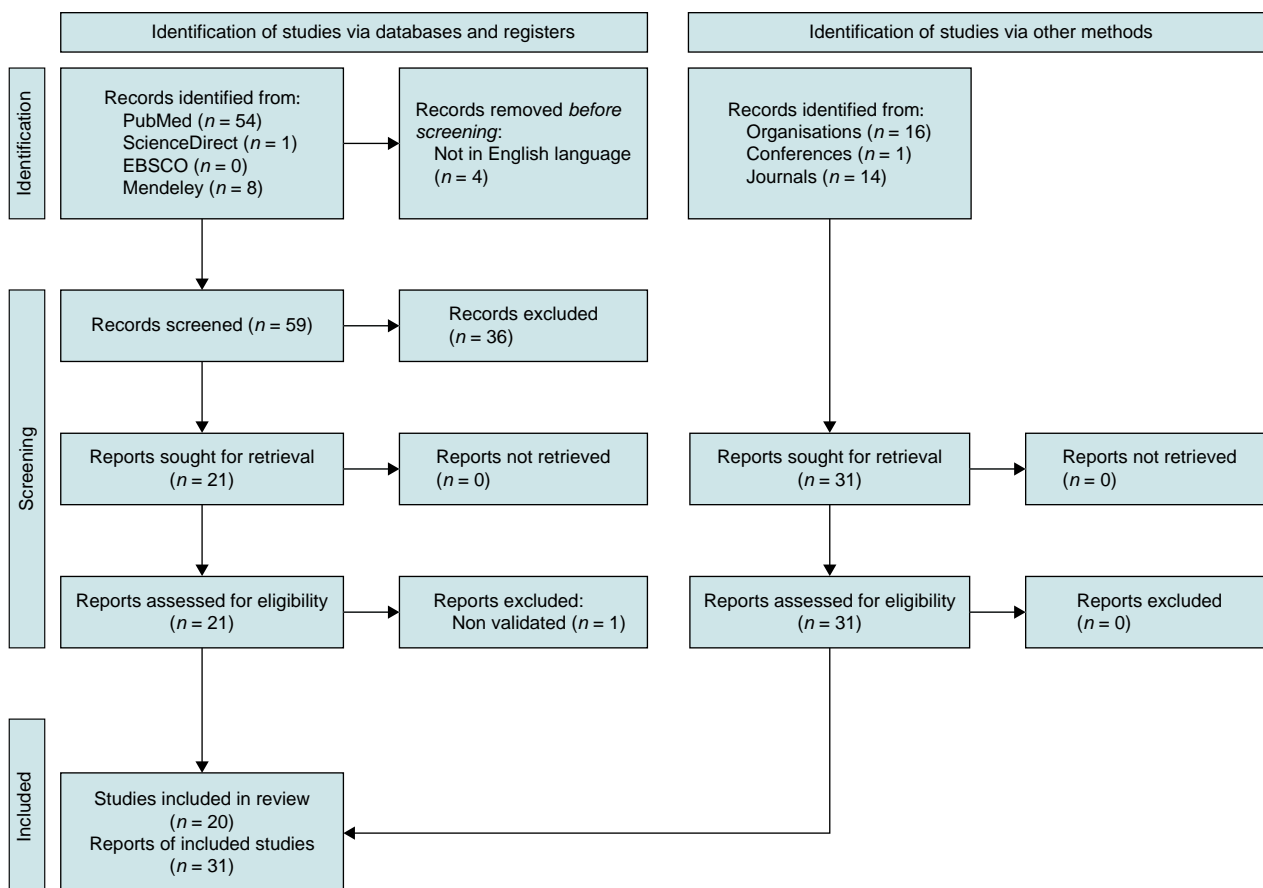 Identification of studies via databases and registers
Identification of studies via other methods
Identification
Records identified from:
PubMed (n = 54)
ScienceDirect (n = 1)
EBSCO (n = 0)
Mendeley (n = 8)
Records removed before
screening:
Not in English language
(n = 4)
Records identified from:
Organisations (n = 16)
Conferences (n = 1)
Journals (n = 14)
Screening
Records screened (n = 59)
Records excluded
(n = 36)
Reports sought for retrieval
(n = 21)
Reports not retrieved
(n = 0)
Reports sought for retrieval
(n = 31)
Reports not retrieved
(n = 0)
Reports assessed for eligibility
(n = 21)
Reports excluded:
Non validated (n = 1)
Reports assessed for eligibility
(n = 31)
Reports excluded
(n = 0)
Included
Studies included in review
(n = 20)
Reports of included studies
(n = 31)